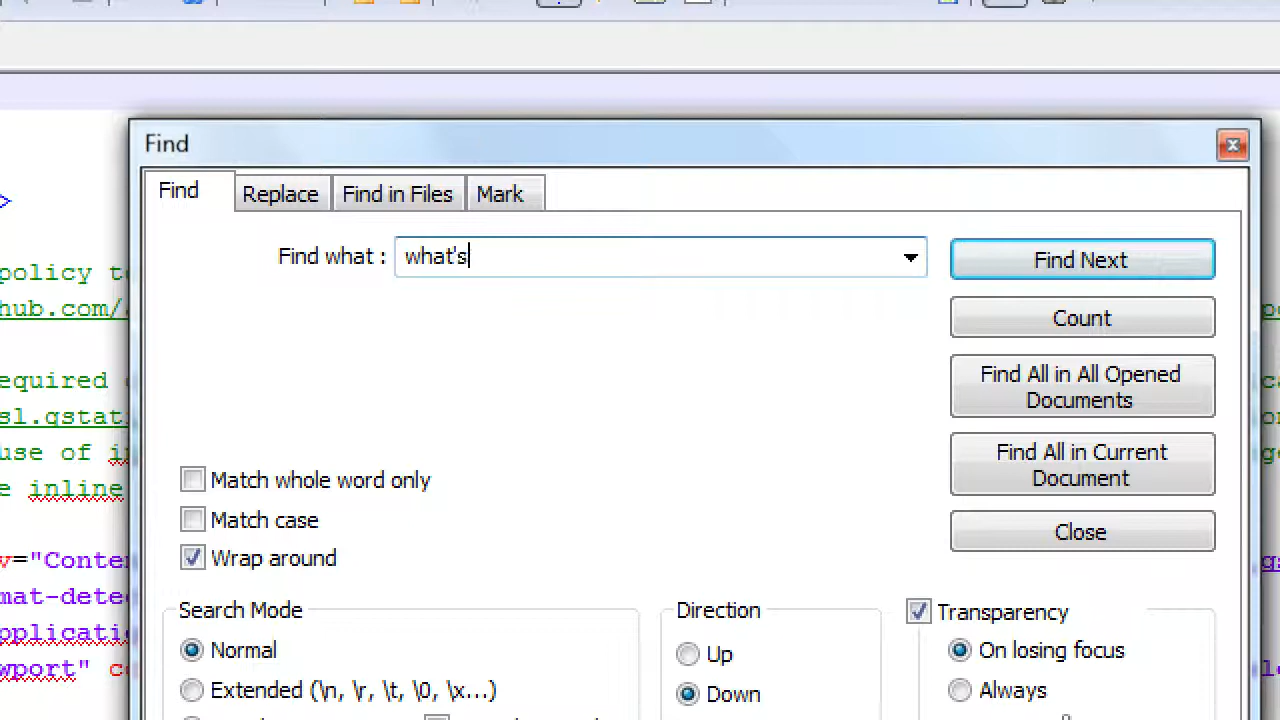 Find
Find
Replace
Find in Files
Mark
>
Find what :
what's
Find Next
policy
Count
hub.com/
Find All in All Opened
Documents
equired
sl.gstati
use of
Find All in Current
Document
Match whole word only
e inline
Match case
Close
Wrap around
="Conten
mat-dete
Search Mode
Direction
Transparency
pplicatio
Normal
Up
On losing focus
wport"
Extended (\n, \r, \t, \0, \x...)
Down
Always